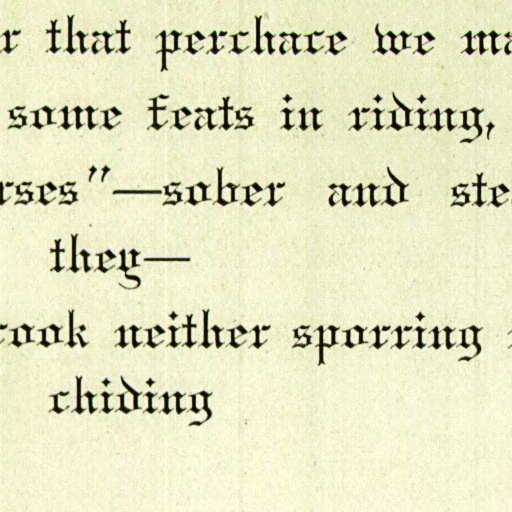 r that perchace we ma
some feats in riding,
rses"—sober and ste
they—
rook neither sporring
chiding